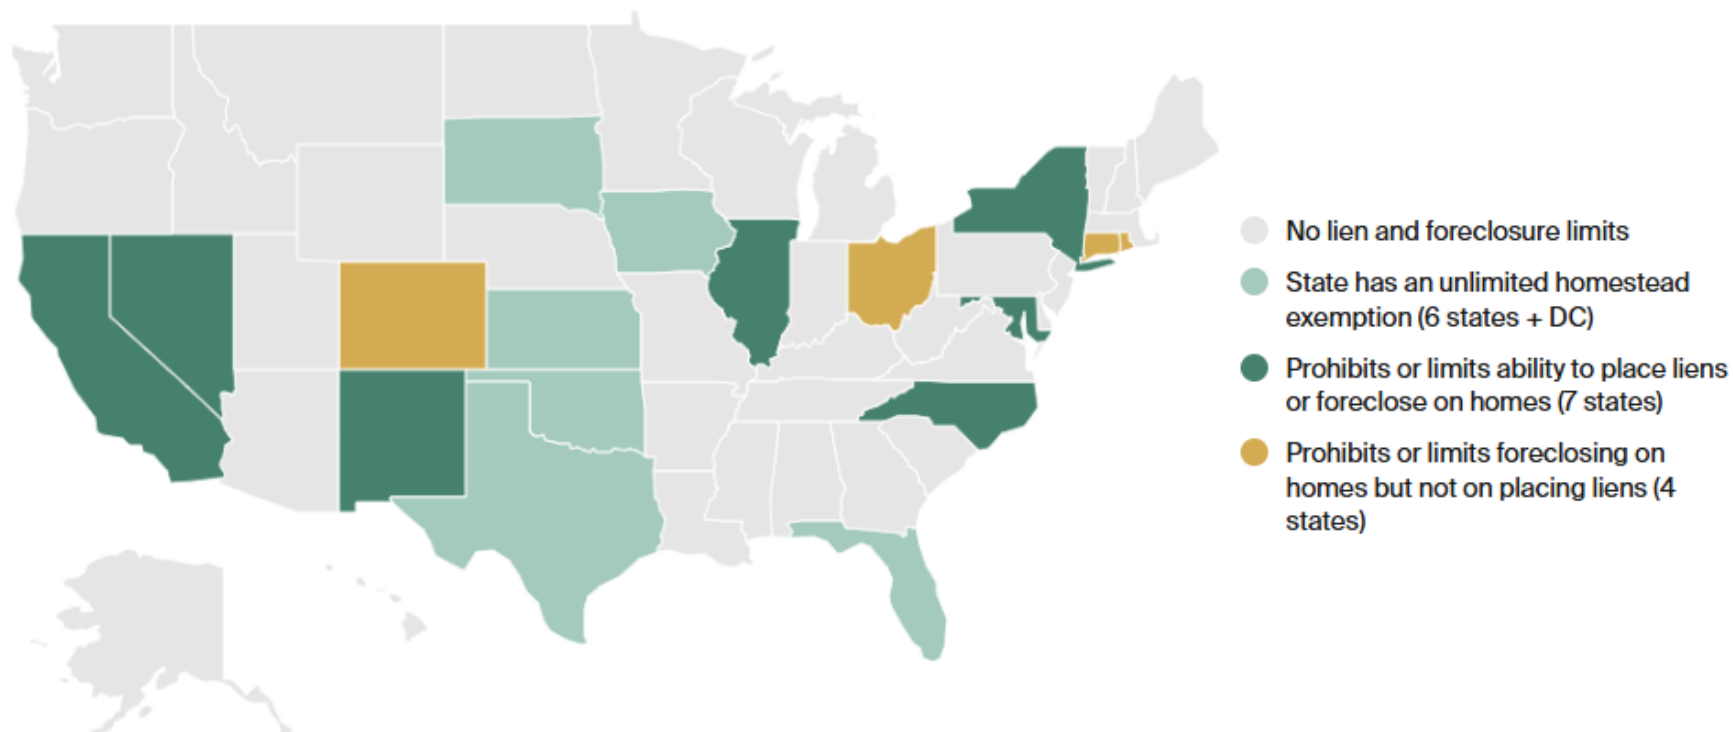 No lien and foreclosure limits
State has an unlimited homestead
exemption (6 states + DC)
Prohibits or limits ability to place liens
or foreclose on homes (7 states)
Prohibits or limits foreclosing on
homes but not on placing liens (4
states)